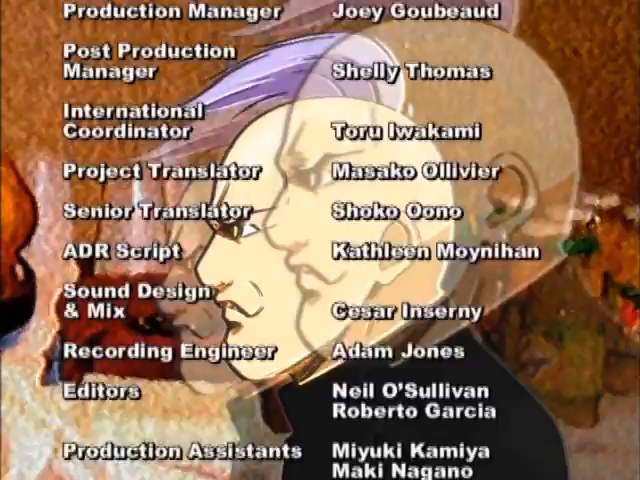 Production Manager Joey Goubeaud
Post Production
Manager Shelly Thomas
International
Coordinator Toru Iwakami
Project Translator Masako Ollivier
Senior Translator Shoko Oono
ADR Script Kathleen Moynihan
Sound Design
& Mix Cesar Inserny
Recording Engineer Adam Jones
Editors Neil O'Sullivan
Roberto Garcia
Production Assistants Miyuki Kamiya
Maki Nagano